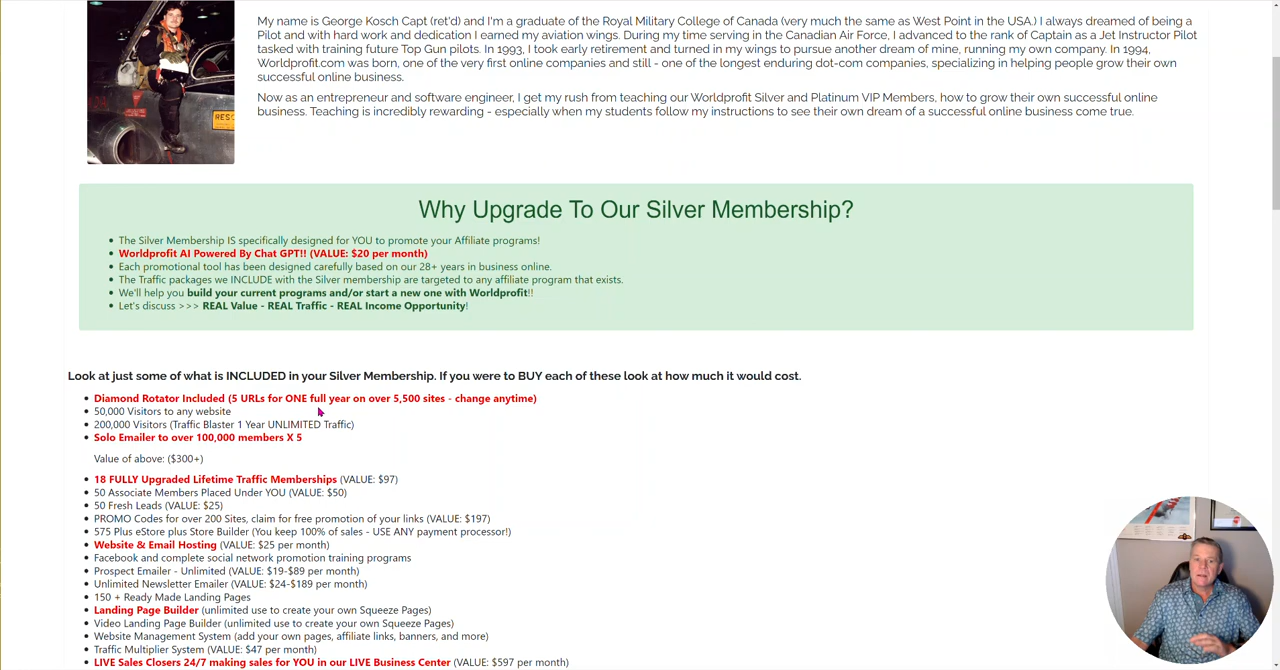 My name is George Kosch Capt (ret'd) and I'm a graduate of the Royal Military College of Canada (very much the same as West Point in the USA.) I always dreamed of being a
Pilot and with hard work and dedication I earned my aviation wings. During my time serving in the Canadian Air Force, I advanced to the rank of Captain as a Jet Instructor Pilot
tasked with training future Top Gun pilots. In 1993, I took early retirement and turned in my wings to pursue another dream of mine, running my own company. In 1994,
Worldprofit.com was born, one of the very first online companies and still - one of the longest enduring dot-com companies, specializing in helping people grow their own
successful online business.
Now as an entrepreneur and software engineer, I get my rush from teaching our Worldprofit Silver and Platinum VIP Members, how to grow their own successful online
business. Teaching is incredibly rewarding - especially when my students follow my instructions to see their own dream of a successful online business come true.
RESC
Why Upgrade To Our Silver Membership?
• The Silver Membership IS specifically designed for YOU to promote your Affiliate programs!
• Worldprofit AI Powered By Chat GPT!! (VALUE: $20 per month)
• Each promotional tool has been designed carefully based on our 28+ years in business online.
• The Traffic packages we INCLUDE with the Silver membership are targeted to any affiliate program that exists.
• We'll help you build your current programs and/or start a new one with Worldprofit!!
• Let's discuss >>> REAL Value - REAL Traffic - REAL Income Opportunity!
Look at just some of what is INCLUDED in your Silver Membership. If you were to BUY each of these look at how much it would cost.
• Diamond Rotator Included (5 URLs for ONE full year on over 5,500 sites - change anytime)
• 50,000 Visitors to any website
• 200,000 Visitors (Traffic Blaster 1 Year UNLIMITED Traffic)
• Solo Emailer to over 100,000 members X 5
Value of above: ($300+)
• 18 FULLY Upgraded Lifetime Traffic Memberships (VALUE: $97)
• 50 Associate Members Placed Under YOU (VALUE: $50)
• 50 Fresh Leads (VALUE: $25)
• PROMO Codes for over 200 Sites, claim for free promotion of your links (VALUE: $197)
• 575 Plus eStore plus Store Builder (You keep 100% of sales - USE ANY payment processor!)
• Website & Email Hosting (VALUE: $25 per month)
• Facebook and complete social network promotion training programs
• Prospect Emailer - Unlimited (VALUE: $19-$89 per month)
• Unlimited Newsletter Emailer (VALUE: $24-$189 per month)
• 150 + Ready Made Landing Pages
• Landing Page Builder (unlimited use to create your own Squeeze Pages)
• Video Landing Page Builder (unlimited use to create your own Squeeze Pages)
• Website Management System (add your own pages, affiliate links, banners, and more)
• Traffic Multiplier System (VALUE: $47 per month)
• LIVE Sales Closers 24/7 making sales for YOU in our LIVE Business Center (VALUE: $597 per month)